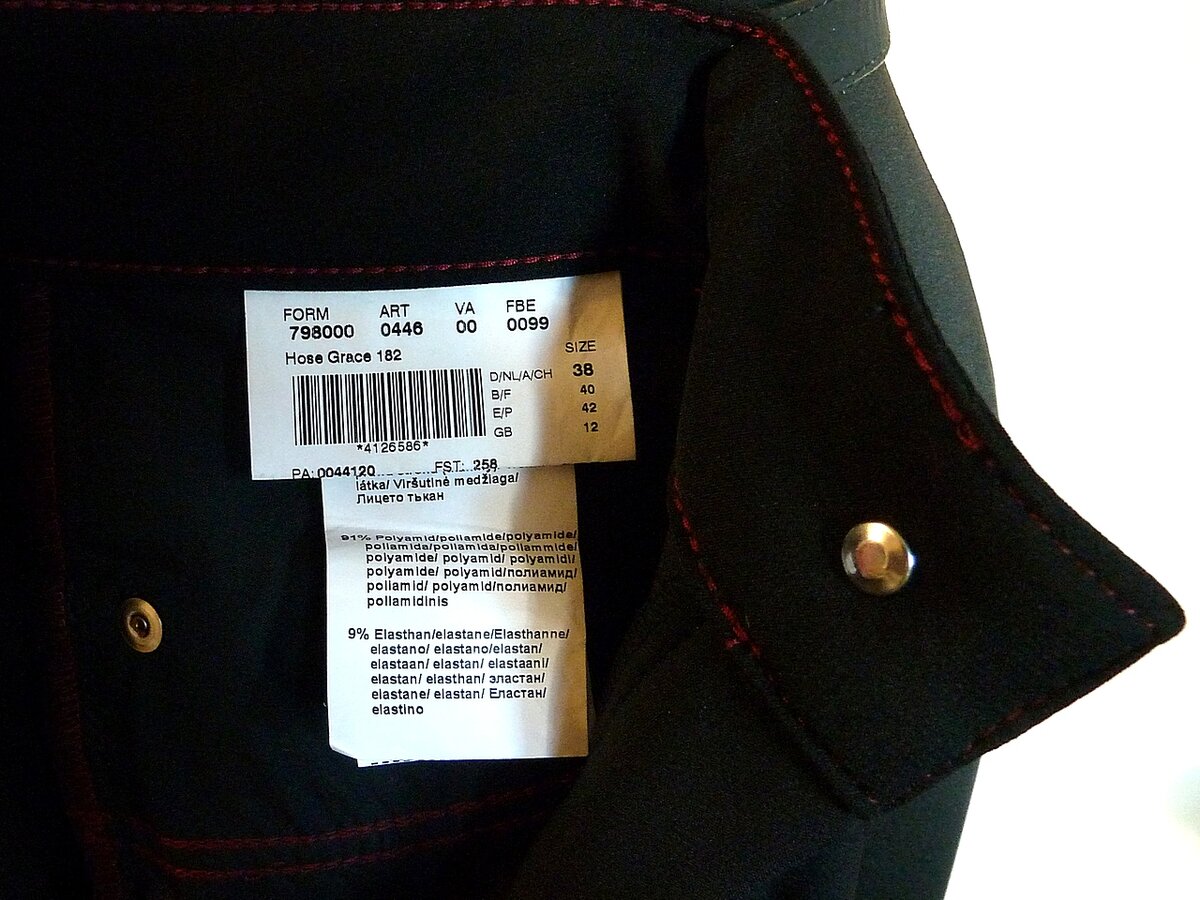 FORM ART VA FBE
798000 0446 00 0099
Hose Grace 182
SIZE
D/NL/A/CH 38
B/F 40
E/P 42
GB 12
*4126586*
PA: 0044120 FST: 258
látka/ Viršutinė medžiaga/
Лицето тъкан
91% Polyamid/poliamide/polyamide/
poliamida/poliamida/poliammide/
polyamide/ polyamid/ polyamidi/
polyamide/ polyamid/полиамид/
poliamid/ polyamid/полиамид/
poliamidinis
9% Elasthan/elastane/Elasthanne/
elastano/ elastano/elastan/
elastaan/ elastan/ elastaani/
elastan/ elasthan/ эластан/
elastane/ elastan/ Еластан/
elastino